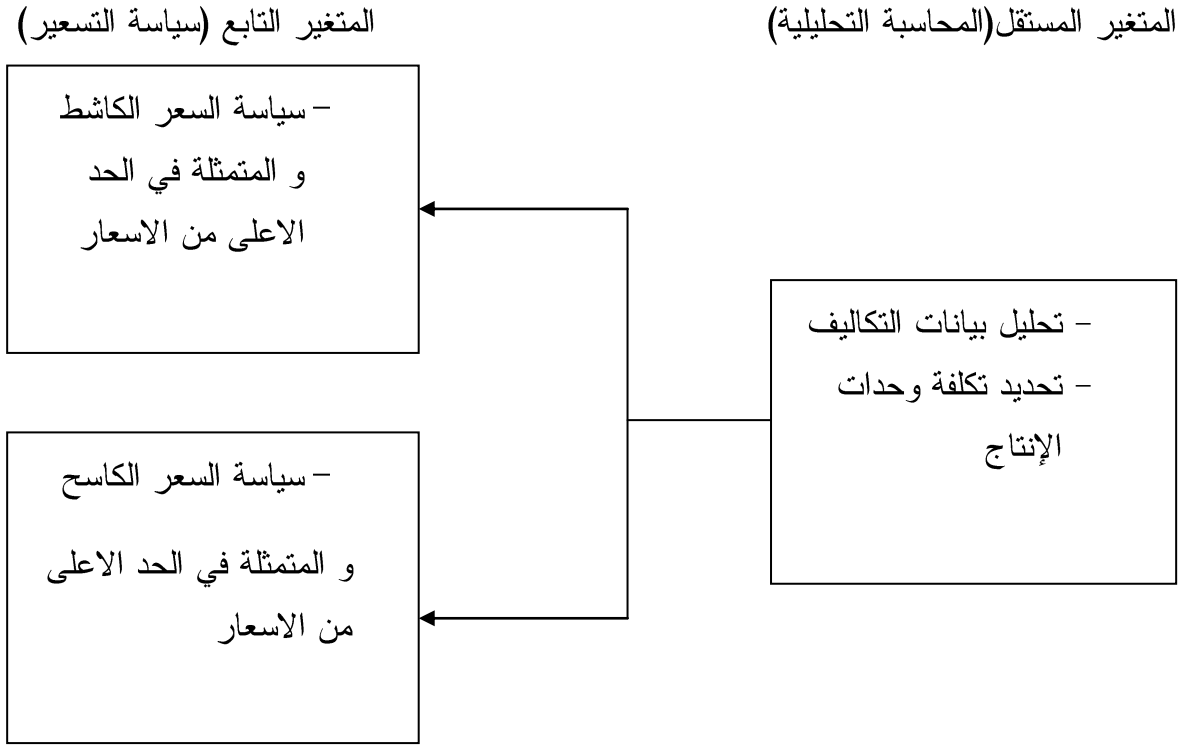 المتغير المستقل(المحاسبة التحليلية)
المتغير التابع (سياسة التسعير)
- تحليل بيانات التكاليف
- تحديد تكلفة وحدات
الإنتاج
- سياسة السعر الكاشط
و المتمثلة في الحد
الاعلى من الاسعار
- سياسة السعر الكاسح
و المتمثلة في الحد الاعلى
من الاسعار